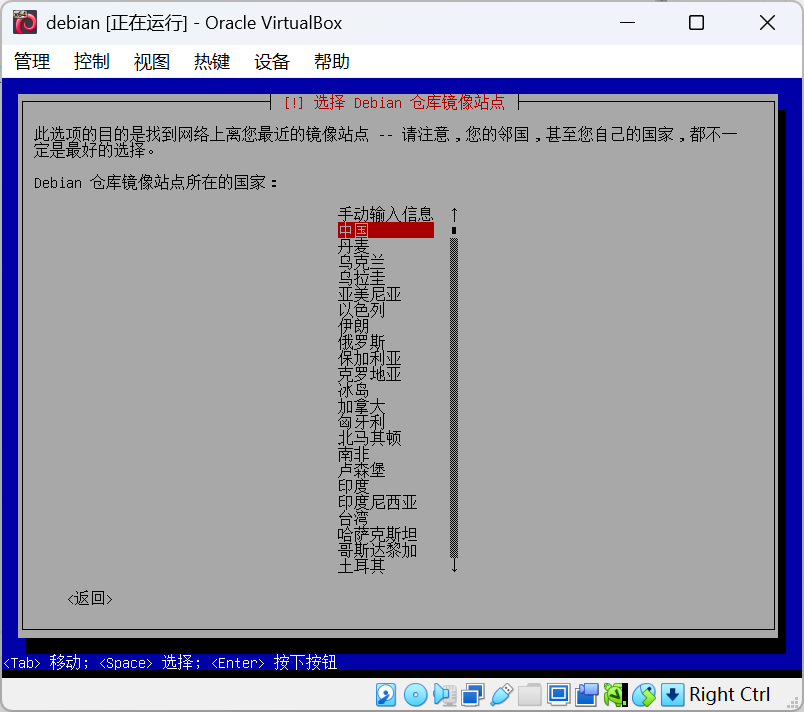 debian [正在运行] - Oracle VirtualBox
管理 控制 视图 热键 设备 帮助
[!] 选择 Debian 仓库镜像站点
此选项的目的是找到网络上离您最近的镜像站点 -- 请注意，您的邻国，甚至您自己的国家，都不一
定是最好的选择。
Debian 仓库镜像站点所在的国家：
手动输入信息 ↑
中国
丹麦
乌克兰
乌拉圭
亚美尼亚
以色列
伊朗
俄罗斯
保加利亚
克罗地亚
冰岛
加拿大
匈牙利
北马其顿
南非
卢森堡
印度
印度尼西亚
台湾
哈萨克斯坦
哥斯达黎加
土耳其 ↓
<返回>
<Tab> 移动; <Space> 选择; <Enter> 按下按钮
Right Ctrl